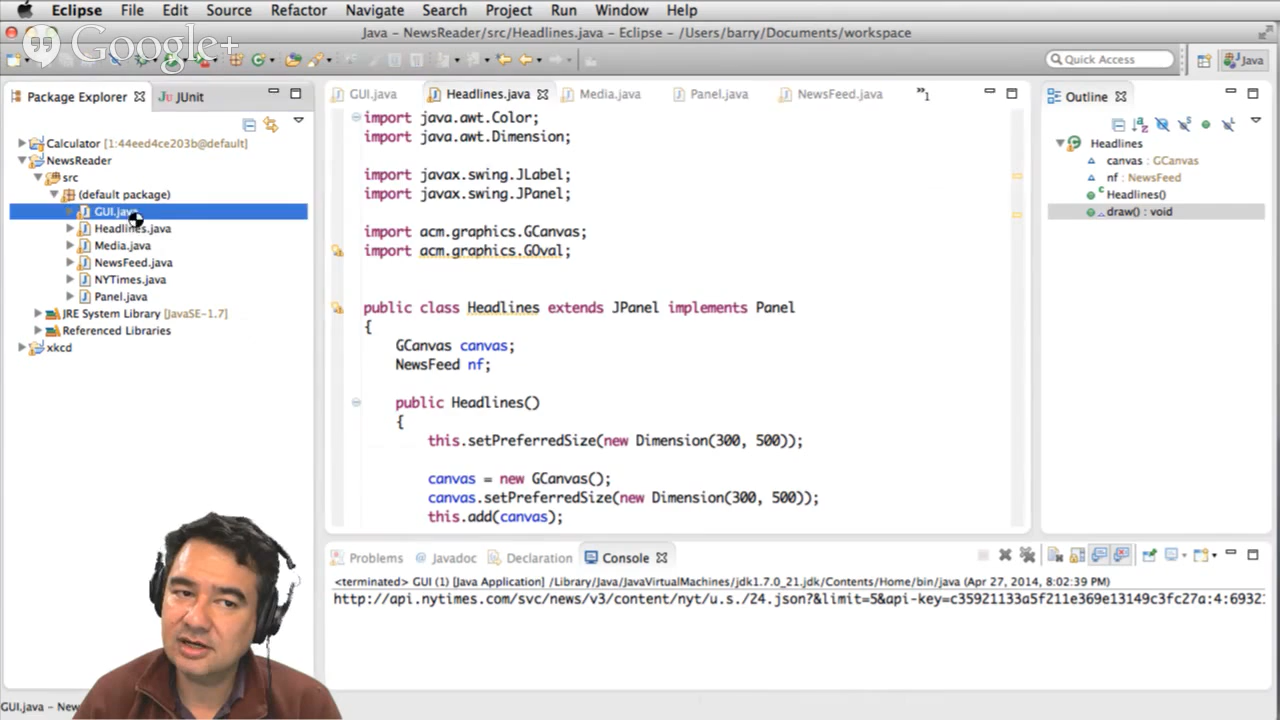 Eclipse File Edit Source Refactor Navigate Search Project Run Window Help
Java – NewsReader/src/Headlines.java – Eclipse – /Users/barry/Documents/workspace
Google+
Quick Access
Java
Package Explorer
JUnit
Calculator [1:44eed4ce203b@default]
NewsReader
src
(default package)
GUI.java
Headlines.java
Media.java
NewsFeed.java
NYTimes.java
Panel.java
JRE System Library [JavaSE-1.7]
Referenced Libraries
xkcd
GUI.java Headlines.java Media.java Panel.java NewsFeed.java »1
import java.awt.Color;
import java.awt.Dimension;
import javax.swing.JLabel;
import javax.swing.JPanel;
import acm.graphics.GCanvas;
import acm.graphics.GOval;
public class Headlines extends JPanel implements Panel
{
GCanvas canvas;
NewsFeed nf;
public Headlines()
{
this.setPreferredSize(new Dimension(300, 500));
canvas = new GCanvas();
canvas.setPreferredSize(new Dimension(300, 500));
this.add(canvas);
Outline
Headlines
canvas : GCanvas
nf : NewsFeed
Headlines()
draw() : void
Problems @ Javadoc Declaration Console
<terminated> GUI (1) [Java Application] /Library/Java/JavaVirtualMachines/jdk1.7.0_21.jdk/Contents/Home/bin/java (Apr 27, 2014, 8:02:39 PM)
http://api.nytimes.com/svc/news/v3/content/nyt/u.s./24.json?&limit=5&api-key=c35921133a5f211e369e13149c3fc27a:4:6932
GUI.java – New